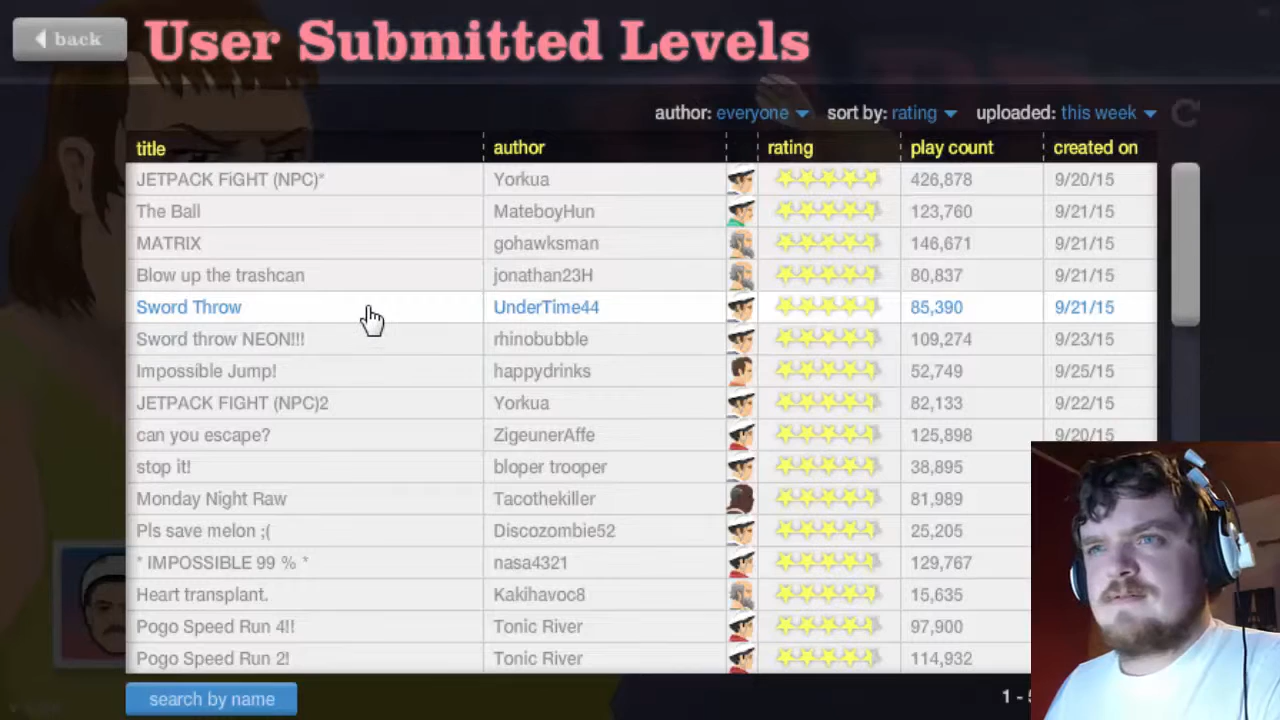 back
User Submitted Levels
author: everyone sort by: rating uploaded: this week
title author rating play count created on
JETPACK FiGHT (NPC)* Yorkua 426,878 9/20/15
The Ball MateboyHun 123,760 9/21/15
MATRIX gohawksman 146,671 9/21/15
Blow up the trashcan jonathan23H 80,837 9/21/15
Sword Throw UnderTime44 85,390 9/21/15
Sword throw NEON!!! rhinobubble 109,274 9/23/15
Impossible Jump! happydrinks 52,749 9/25/15
JETPACK FIGHT (NPC)2 Yorkua 82,133 9/22/15
can you escape? ZigeunerAffe 125,898 9/20/15
stop it! bloper trooper 38,895
Monday Night Raw Tacothekiller 81,989
Pls save melon ;( Discozombie52 25,205
* IMPOSSIBLE 99 % * nasa4321 129,767
Heart transplant. Kakihavoc8 15,635
Pogo Speed Run 4!! Tonic River 97,900
Pogo Speed Run 2! Tonic River 114,932
search by name 1 -